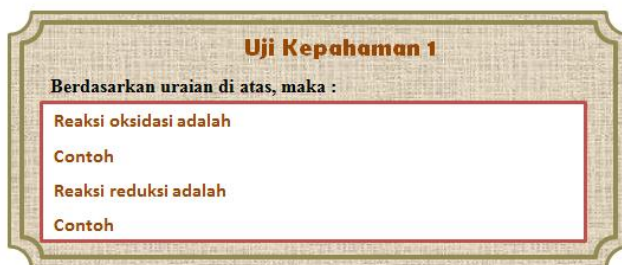 Uji Kepahaman 1
Berdasarkan uraian di atas, maka :
Reaksi oksidasi adalah
Contoh
Reaksi reduksi adalah
Contoh